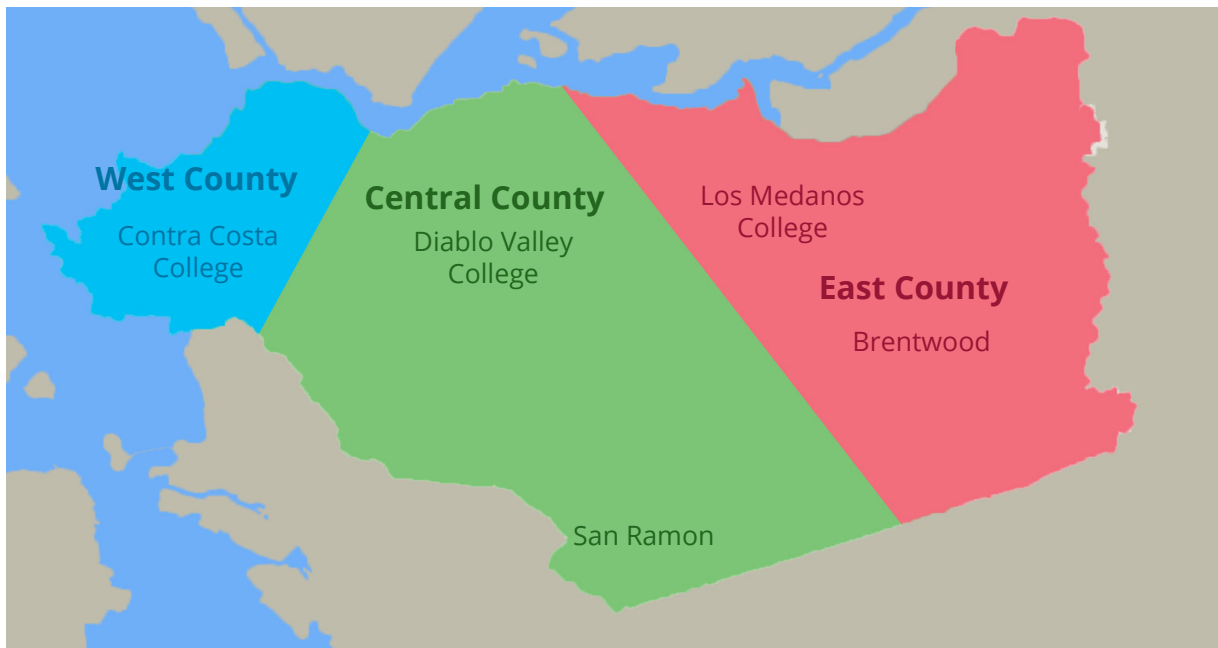 West County
Contra Costa
College
Central County
Diablo Valley
College
San Ramon
Los Medanos
College
East County
Brentwood